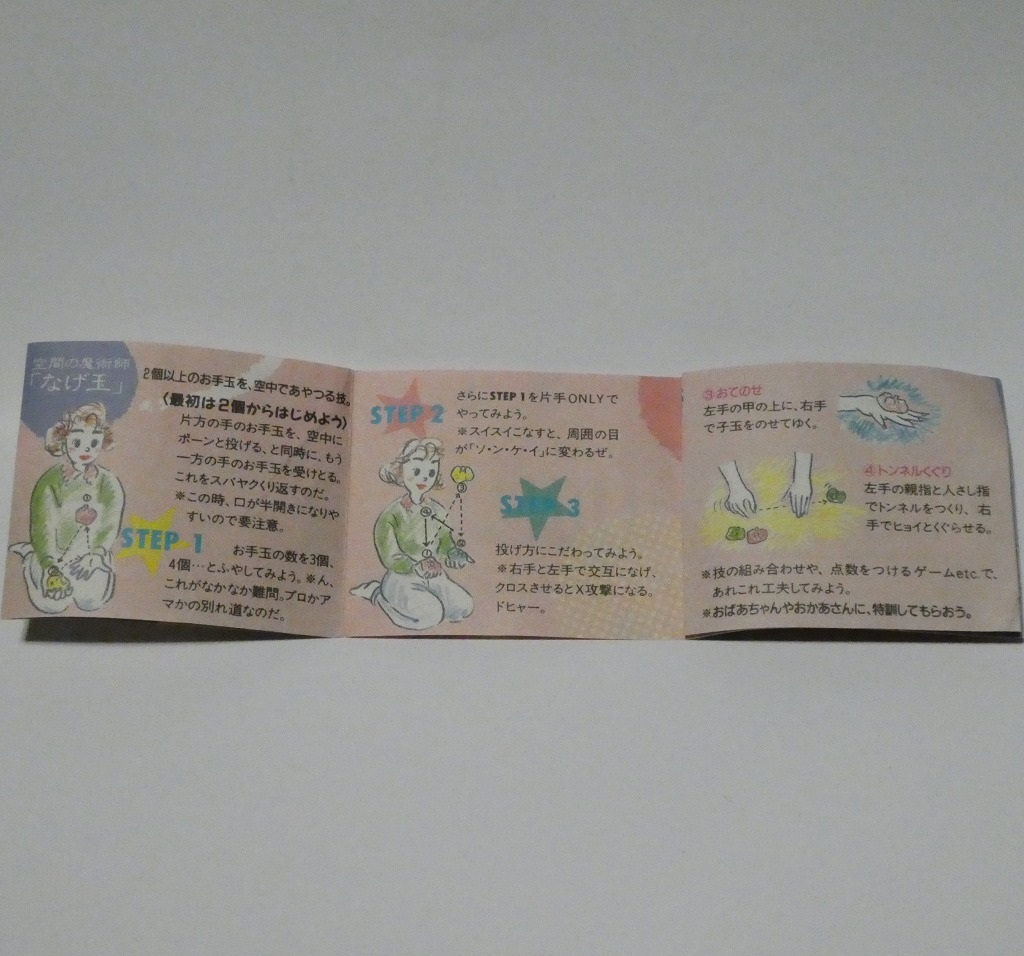 空間の魔術師
「なげ玉」
2個以上のお手玉を、空中であやつる技。
〈最初は2個からはじめよう〉
片方の手のお手玉を、空中に
ポーンと投げる、と同時に、もう
一方の手のお手玉を受けとる。
これをスバヤクくり返すのだ。
※この時、口が半開きになりや
すいので要注意。
①
STEP 1
お手玉の数を3個、
4個…とふやしてみよう。※ん、
これがなかなか難問。プロかア
マかの別れ道なのだ。
STEP 2
さらにSTEP 1を片手ONLYで
やってみよう。
※スイスイこなすと、周囲の目
が「ソ・ン・ケ・イ」に変わるぜ。
STEP 3
投げ方にこだわってみよう。
※右手と左手で交互になげ、
クロスさせるとX攻撃になる。
ドヒャー。
③おてのせ
左手の甲の上に、右手
で子玉をのせてゆく。
④トンネルくぐり
左手の親指と人さし指
でトンネルをつくり、右
手でヒョイとくぐらせる。
※技の組み合わせや、点数をつけるゲームetc.で、
あれこれ工夫してみよう。
※おばあちゃんやおかあさんに、特訓してもらおう。